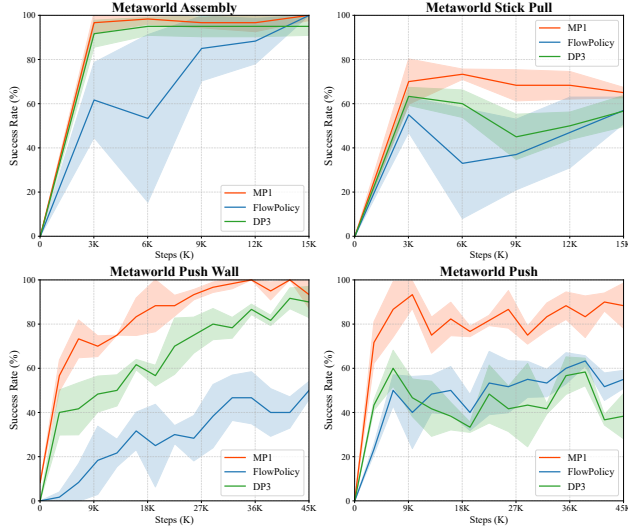 Metaworld Assembly
100
80
60
40
20
0
Success Rate (%)
0 3K 6K 9K 12K 15K
Steps (K)
MP1
FlowPolicy
DP3
Metaworld Stick Pull
100
80
60
40
20
0
Success Rate (%)
0 3K 6K 9K 12K 15K
Steps (K)
MP1
FlowPolicy
DP3
Metaworld Push Wall
100
80
60
40
20
0
Success Rate (%)
0 9K 18K 27K 36K 45K
Steps (K)
MP1
FlowPolicy
DP3
Metaworld Push
100
80
60
40
20
0
Success Rate (%)
0 9K 18K 27K 36K 45K
Steps (K)
MP1
FlowPolicy
DP3